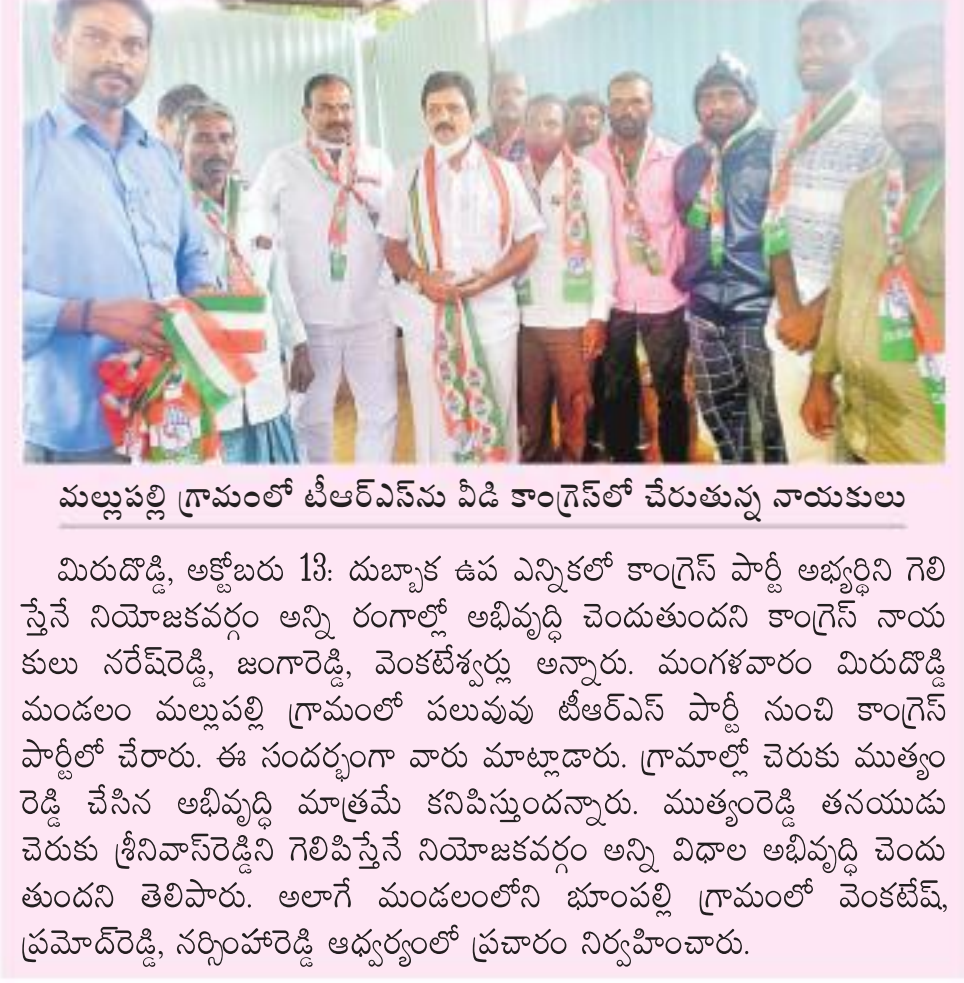 మల్లుపల్లి గ్రామంలో టీఆర్ఎస్‌ను వీడి కాంగ్రెస్‌లో చేరుతున్న నాయకులు
మిరుదొడ్డి, అక్టోబరు 13: దుబ్బాక ఉప ఎన్నికలో కాంగ్రెస్ పార్టీ అభ్యర్థిని గెలి
స్తేనే నియోజకవర్గం అన్ని రంగాల్లో అభివృద్ధి చెందుతుందని కాంగ్రెస్ నాయ
కులు నరేష్‌రెడ్డి, జంగారెడ్డి, వెంకటేశ్వర్లు అన్నారు. మంగళవారం మిరుదొడ్డి
మండలం మల్లుపల్లి గ్రామంలో పలువువు టీఆర్ఎస్ పార్టీ నుంచి కాంగ్రెస్
పార్టీలో చేరారు. ఈ సందర్భంగా వారు మాట్లాడారు. గ్రామాల్లో చెరుకు ముత్యం
రెడ్డి చేసిన అభివృద్ధి మాత్రమే కనిపిస్తుందన్నారు. ముత్యంరెడ్డి తనయుడు
చెరుకు శ్రీనివాస్‌రెడ్డిని గెలిపిస్తేనే నియోజకవర్గం అన్ని విధాల అభివృద్ధి చెందు
తుందని తెలిపారు. అలాగే మండలంలోని భూంపల్లి గ్రామంలో వెంకటేష్,
ప్రమోద్‌రెడ్డి, నర్సింహారెడ్డి ఆధ్వర్యంలో ప్రచారం నిర్వహించారు.